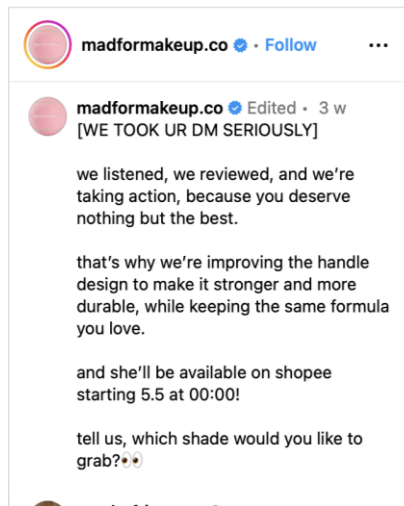 madformakeup.co • Follow
madformakeup.co Edited • 3 w
[WE TOOK UR DM SERIOUSLY]
we listened, we reviewed, and we’re
taking action, because you deserve
nothing but the best.
that’s why we’re improving the handle
design to make it stronger and more
durable, while keeping the same formula
you love.
and she’ll be available on shopee
starting 5.5 at 00:00!
tell us, which shade would you like to
grab?👀